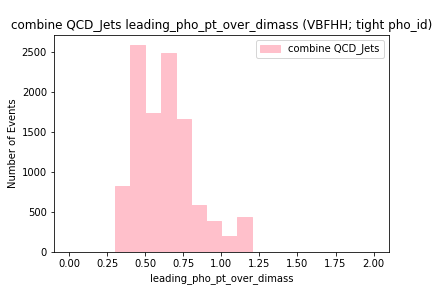 combine QCD_Jets leading_pho_pt_over_dimass (VBFHH; tight pho_id)
combine QCD_Jets
Number of Events
2500
2000
1500
1000
500
0
0.00 0.25 0.50 0.75 1.00 1.25 1.50 1.75 2.00
leading_pho_pt_over_dimass